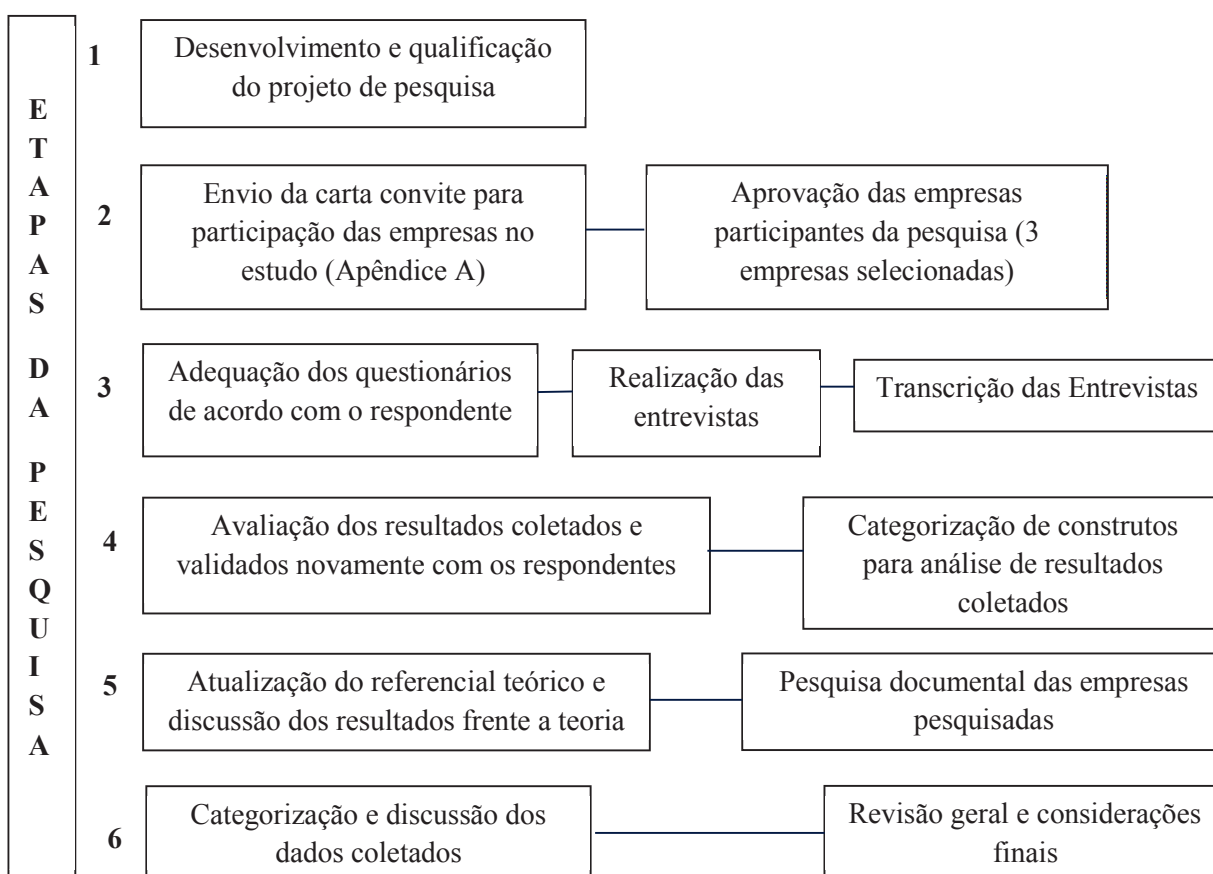 ETAPAS DA PESQUISA
1
Desenvolvimento e qualificação
do projeto de pesquisa
2
Envio da carta convite para
participação das empresas no
estudo (Apêndice A)
Aprovação das empresas
participantes da pesquisa (3
empresas selecionadas)
3
Adequação dos questionários
de acordo com o respondente
Realização das
entrevistas
Transcrição das Entrevistas
4
Avaliação dos resultados coletados e
validados novamente com os respondentes
Categorização de construtos
para análise de resultados
coletados
5
Atualização do referencial teórico e
discussão dos resultados frente a teoria
Pesquisa documental das empresas
pesquisadas
6
Categorização e discussão dos
dados coletados
Revisão geral e considerações
finais